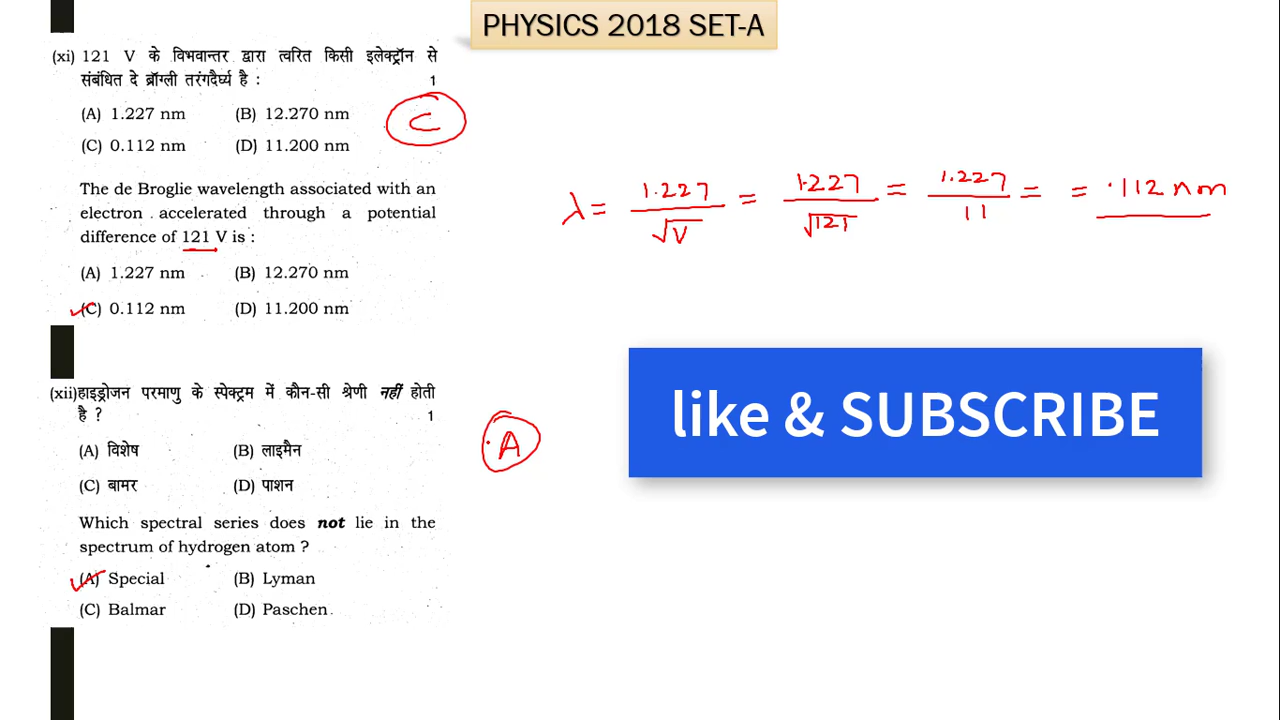 PHYSICS 2018 SET-A
(xi) 121 V के विभवान्तर द्वारा त्वरित किसी इलेक्ट्रॉन से
संबंधित दे ब्रॉग्ली तरंगदैर्घ्य है : 1
(A) 1.227 nm (B) 12.270 nm
(C) 0.112 nm (D) 11.200 nm
C
The de Broglie wavelength associated with an
electron accelerated through a potential
difference of 121 V is :
(A) 1.227 nm (B) 12.270 nm
(C) 0.112 nm (D) 11.200 nm
λ = 1.227/√V = 1.227/√121 = 1.227/11 = = .112 nm
like & SUBSCRIBE
(xii) हाइड्रोजन परमाणु के स्पेक्ट्रम में कौन-सी श्रेणी नहीं होती
है ? 1
(A) विशेष (B) लाइमैन
(C) बामर (D) पाशन
A
Which spectral series does not lie in the
spectrum of hydrogen atom ?
(A) Special (B) Lyman
(C) Balmar (D) Paschen